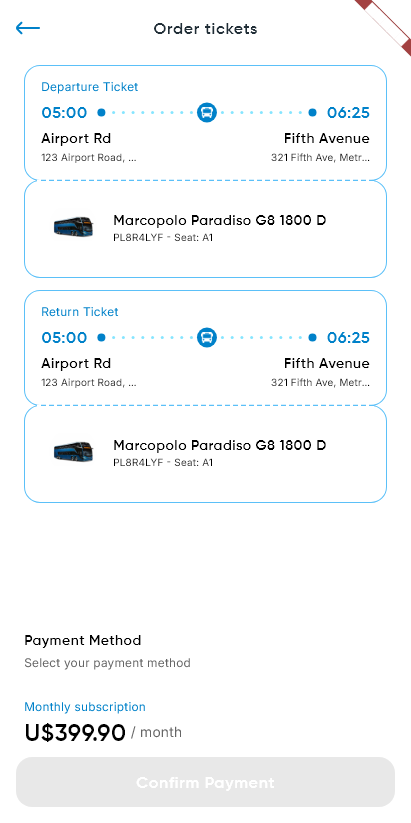 Order tickets
Departure Ticket
05:00 06:25
Airport Rd Fifth Avenue
123 Airport Road, ... 321 Fifth Ave, Metr...
Marcopolo Paradiso G8 1800 D
PL8R4LYF - Seat: A1
Return Ticket
05:00 06:25
Airport Rd Fifth Avenue
123 Airport Road, ... 321 Fifth Ave, Metr...
Marcopolo Paradiso G8 1800 D
PL8R4LYF - Seat: A1
Payment Method
Select your payment method
Monthly subscription
U$399.90 / month
Confirm Payment